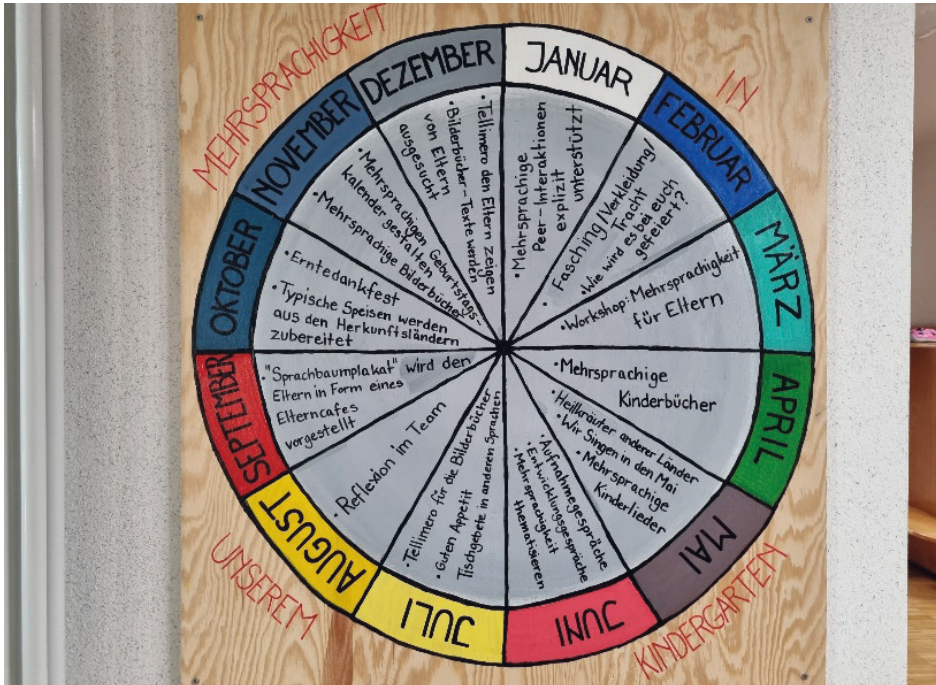 MEHRSPRACHIGKEIT
IN
UNSEREM
KINDERGARTEN
JANUAR
• Mehrsprachige
Peer-Interaktionen
explizit
unterstützt
FEBRUAR
• Fasching/Verkleidung/
Tracht
• Wie wird es bei euch
gefeiert?
MÄRZ
• Workshop: Mehrsprachigkeit
für Eltern
APRIL
• Mehrsprachige
Kinderbücher
MAI
• Heilkräuter anderer Länder
• Wir Singen in den Mai
• Mehrsprachige
Kinderlieder
JUNI
• Aufnahmegespräche
• Entwicklungsgespräche
• Mehrsprachigkeit
thematisieren
JULI
• Tellimero für die Bilderbücher
• Guten Appetit
Tischgebete in anderen Sprachen
AUGUST
• Reflexion im Team
SEPTEMBER
• "Sprachbaumplakat" wird den
Eltern in Form eines
Elterncafes
vorgestellt
OKTOBER
• Erntedankfest
• Typische Speisen werden
aus den Herkunftsländern
zubereitet
NOVEMBER
• Mehrsprachigen Geburtstags-
kalender gestalten
• Mehrsprachige Bilderbücher
DEZEMBER
• Tellimero den Eltern zeigen
• Bilderbücher-Texte werden
von Eltern
ausgesucht